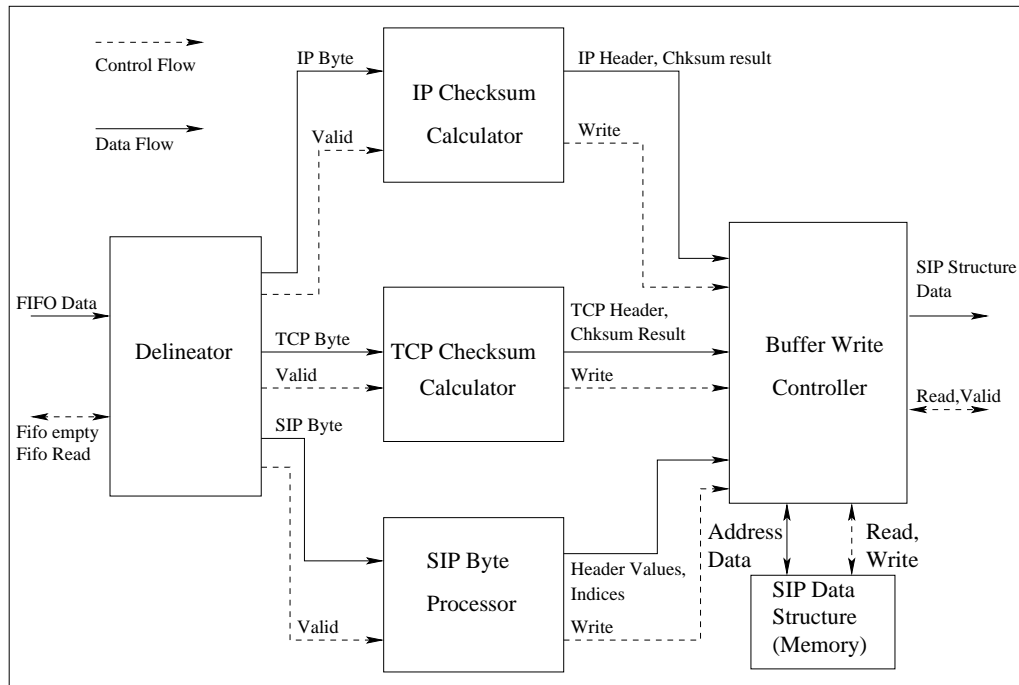 Control Flow
Data Flow
FIFO Data
Fifo empty
Fifo Read
Delineator
IP Byte
Valid
TCP Byte
Valid
SIP Byte
Valid
IP Checksum
Calculator
TCP Checksum
Calculator
SIP Byte
Processor
IP Header, Chksum result
Write
TCP Header,
Chksum Result
Write
Header Values,
Indices
Write
Buffer Write
Controller
SIP Structure
Data
Read,Valid
Address
Data
Read,
Write
SIP Data
Structure
(Memory)